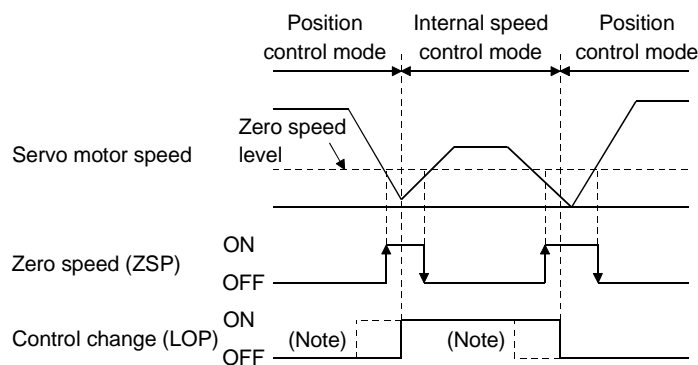 Position
control mode
Internal speed
control mode
Position
control mode
Zero speed
level
Servo motor speed
ON
Zero speed (ZSP)
OFF
ON
Control change (LOP)
(Note)
(Note)
OFF